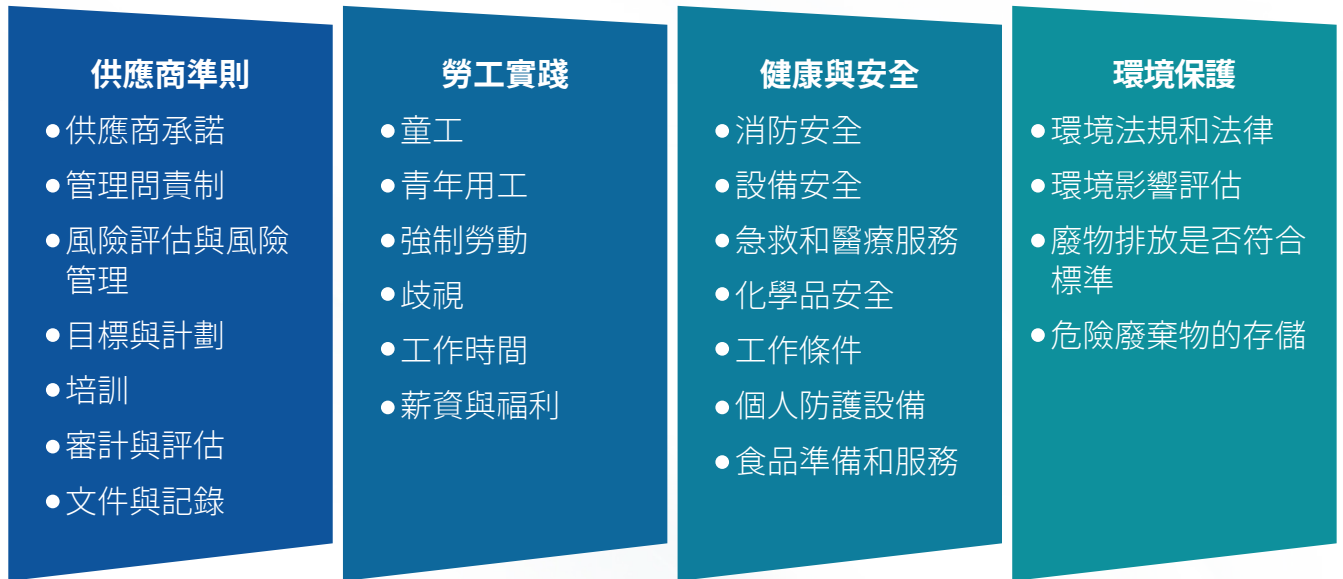 供應商準則
●供應商承諾
●管理問責制
●風險評估與風險
管理
●目標與計劃
●培訓
●審計與評估
●文件與記錄
勞工實踐
●童工
●青年用工
●強制勞動
●歧視
●工作時間
●薪資與福利
健康與安全
●消防安全
●設備安全
●急救和醫療服務
●化學品安全
●工作條件
●個人防護設備
●食品準備和服務
環境保護
●環境法規和法律
●環境影響評估
●廢物排放是否符合
標準
●危險廢棄物的存儲